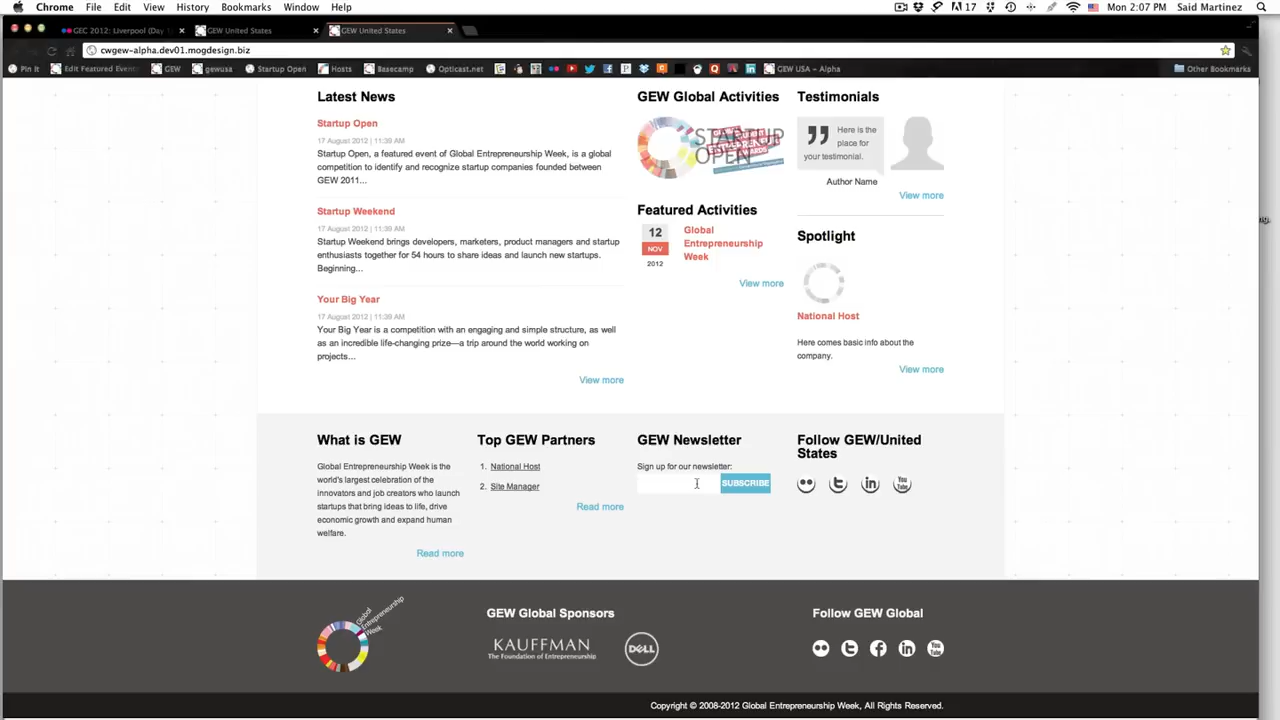 Chrome File Edit View History Bookmarks Window Help 17 Mon 2:07 PM Said Martinez
GEC 2012: Liverpool (Day GEW United States GEW United States
cwgew-alpha.dev01.mogdesign.biz
Pin It Edit Featured Event GEW gewusa Startup Open Hosts Basecamp Opticast.net GEW USA – Alpha Other Bookmarks
Latest News
Startup Open
17 August 2012 | 11:39 AM
Startup Open, a featured event of Global Entrepreneurship Week, is a global
competition to identify and recognize startup companies founded between
GEW 2011...
Startup Weekend
17 August 2012 | 11:39 AM
Startup Weekend brings developers, marketers, product managers and startup
enthusiasts together for 54 hours to share ideas and launch new startups.
Beginning...
Your Big Year
17 August 2012 | 11:39 AM
Your Big Year is a competition with an engaging and simple structure, as well
as an incredible life-changing prize—a trip around the world working on
projects...
View more
GEW Global Activities
STARTUP
OPEN
Featured Activities
12
NOV
2012
Global
Entrepreneurship
Week
View more
Testimonials
Here is the
place for
your testimonial.
Author Name
View more
Spotlight
National Host
Here comes basic info about the
company.
View more
What is GEW
Global Entrepreneurship Week is the
world's largest celebration of the
innovators and job creators who launch
startups that bring ideas to life, drive
economic growth and expand human
welfare.
Read more
Top GEW Partners
1. National Host
2. Site Manager
Read more
GEW Newsletter
Sign up for our newsletter:
SUBSCRIBE
Follow GEW/United
States
You
Tube
Global
Entrepreneurship
Week
GEW Global Sponsors
KAUFFMAN
The Foundation of Entrepreneurship
DELL
Follow GEW Global
You
Tube
Copyright © 2008-2012 Global Entrepreneurship Week, All Rights Reserved.